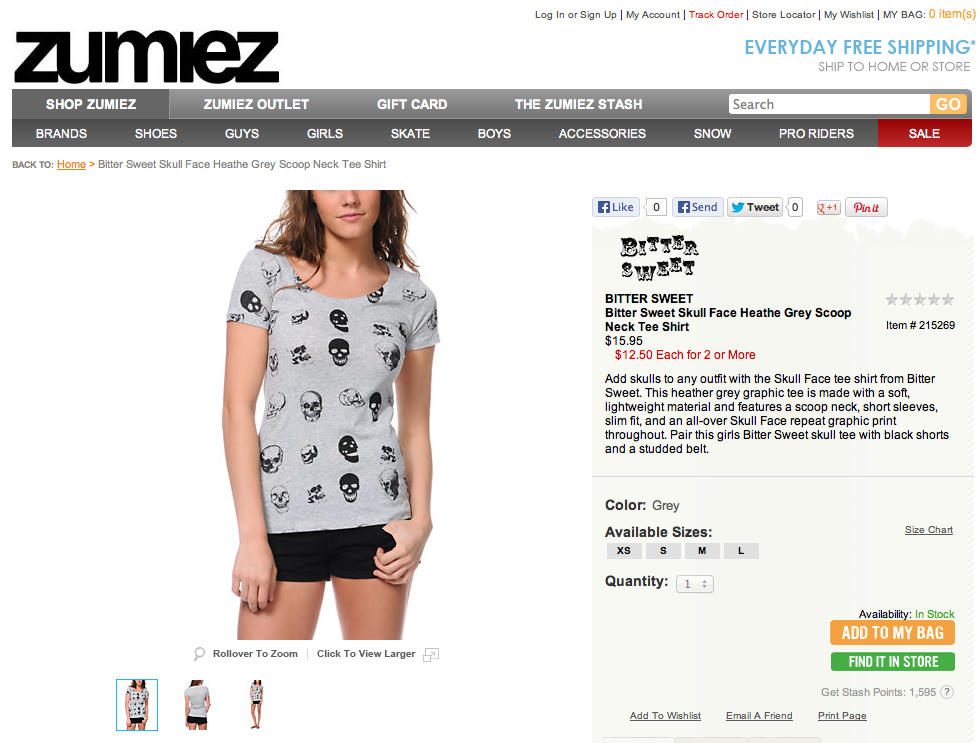 Log In or Sign Up | My Account | Track Order | Store Locator | My Wishlist | MY BAG: 0 item(s)
zumiez
EVERYDAY FREE SHIPPING*
SHIP TO HOME OR STORE
SHOP ZUMIEZ ZUMIEZ OUTLET GIFT CARD THE ZUMIEZ STASH Search GO
BRANDS SHOES GUYS GIRLS SKATE BOYS ACCESSORIES SNOW PRO RIDERS SALE
BACK TO: Home > Bitter Sweet Skull Face Heathe Grey Scoop Neck Tee Shirt
Like 0 Send Tweet 0 g +1 Pin it
BITTER
SWEET
BITTER SWEET
Bitter Sweet Skull Face Heathe Grey Scoop
Neck Tee Shirt
Item # 215269
$15.95
$12.50 Each for 2 or More
Add skulls to any outfit with the Skull Face tee shirt from Bitter
Sweet. This heather grey graphic tee is made with a soft,
lightweight material and features a scoop neck, short sleeves,
slim fit, and an all-over Skull Face repeat graphic print
throughout. Pair this girls Bitter Sweet skull tee with black shorts
and a studded belt.
Color: Grey
Available Sizes: Size Chart
XS S M L
Quantity: 1
Availability: In Stock
ADD TO MY BAG
FIND IT IN STORE
Get Stash Points: 1,595 ?
Add To Wishlist Email A Friend Print Page
Rollover To Zoom | Click To View Larger